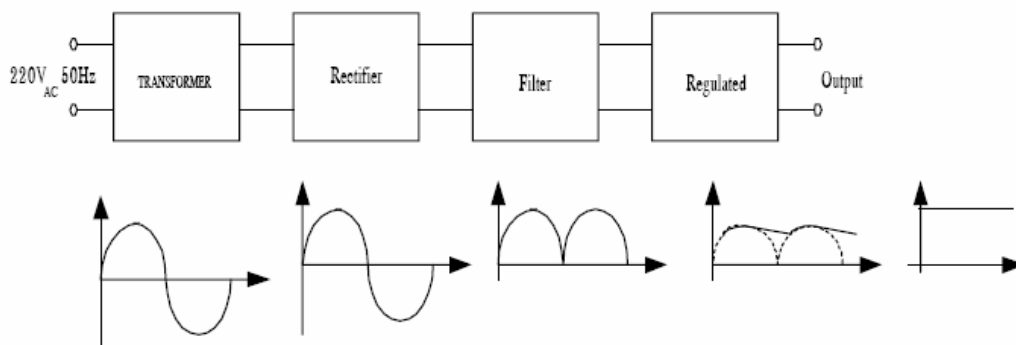 220V AC 50Hz
TRANSFORMER
Rectifier
Filter
Regulated
Output